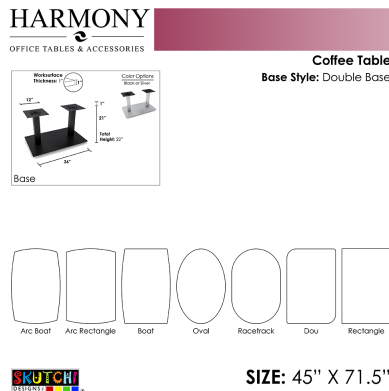 HARMONY
OFFICE TABLES & ACCESSORIES
Coffee Table
Base Style: Double Base
Worksurface
Thickness: 1"
Color Options
Black or Silver
12"
1"
21"
Total
Height: 22"
36"
Base
Arc Boat Arc Rectangle Boat Oval Racetrack Dou Rectangle
SKUTCHI
DESIGNS
SIZE: 45" X 71.5"